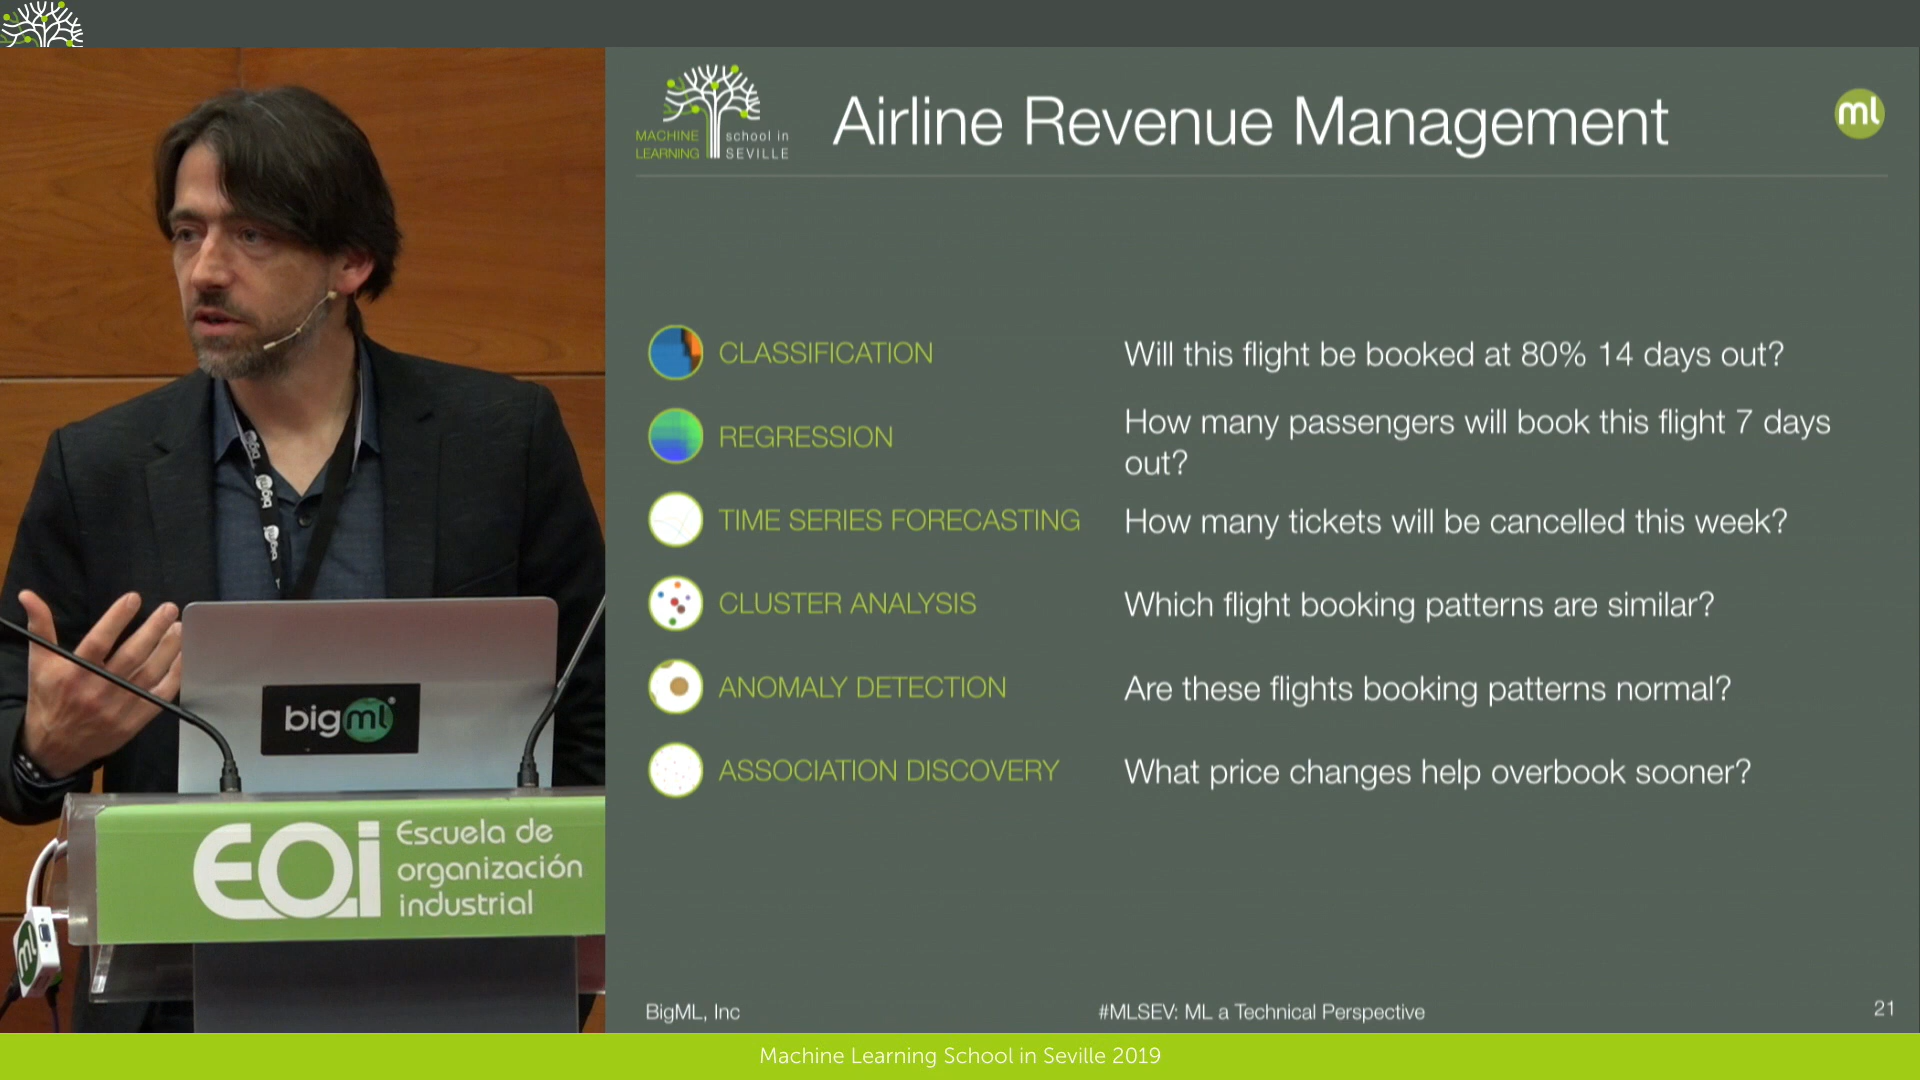 MACHINE
LEARNING
school in
SEVILLE
Airline Revenue Management
ml
CLASSIFICATION
Will this flight be booked at 80% 14 days out?
REGRESSION
How many passengers will book this flight 7 days
out?
TIME SERIES FORECASTING
How many tickets will be cancelled this week?
CLUSTER ANALYSIS
Which flight booking patterns are similar?
ANOMALY DETECTION
Are these flights booking patterns normal?
ASSOCIATION DISCOVERY
What price changes help overbook sooner?
BigML, Inc
#MLSEV: ML a Technical Perspective
21
bigml
bigml
bigml
bigml®
EOi
Escuela de
organización
industrial
ml
Machine Learning School in Seville 2019